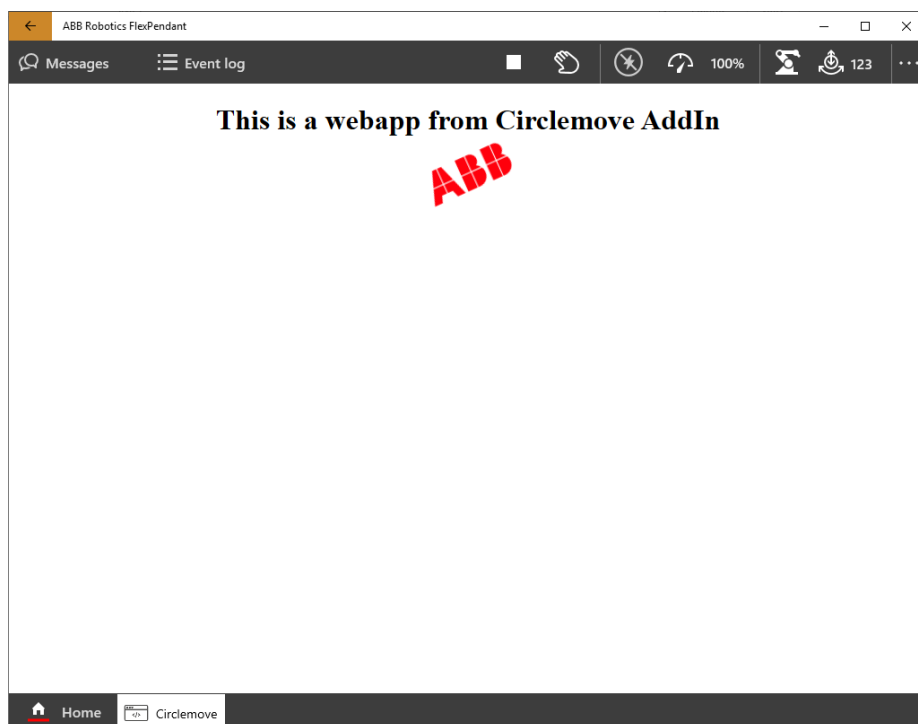 ABB Robotics FlexPendant
Messages
Event log
100%
123
This is a webapp from Circlemove AddIn
ABB
Home
Circlemove